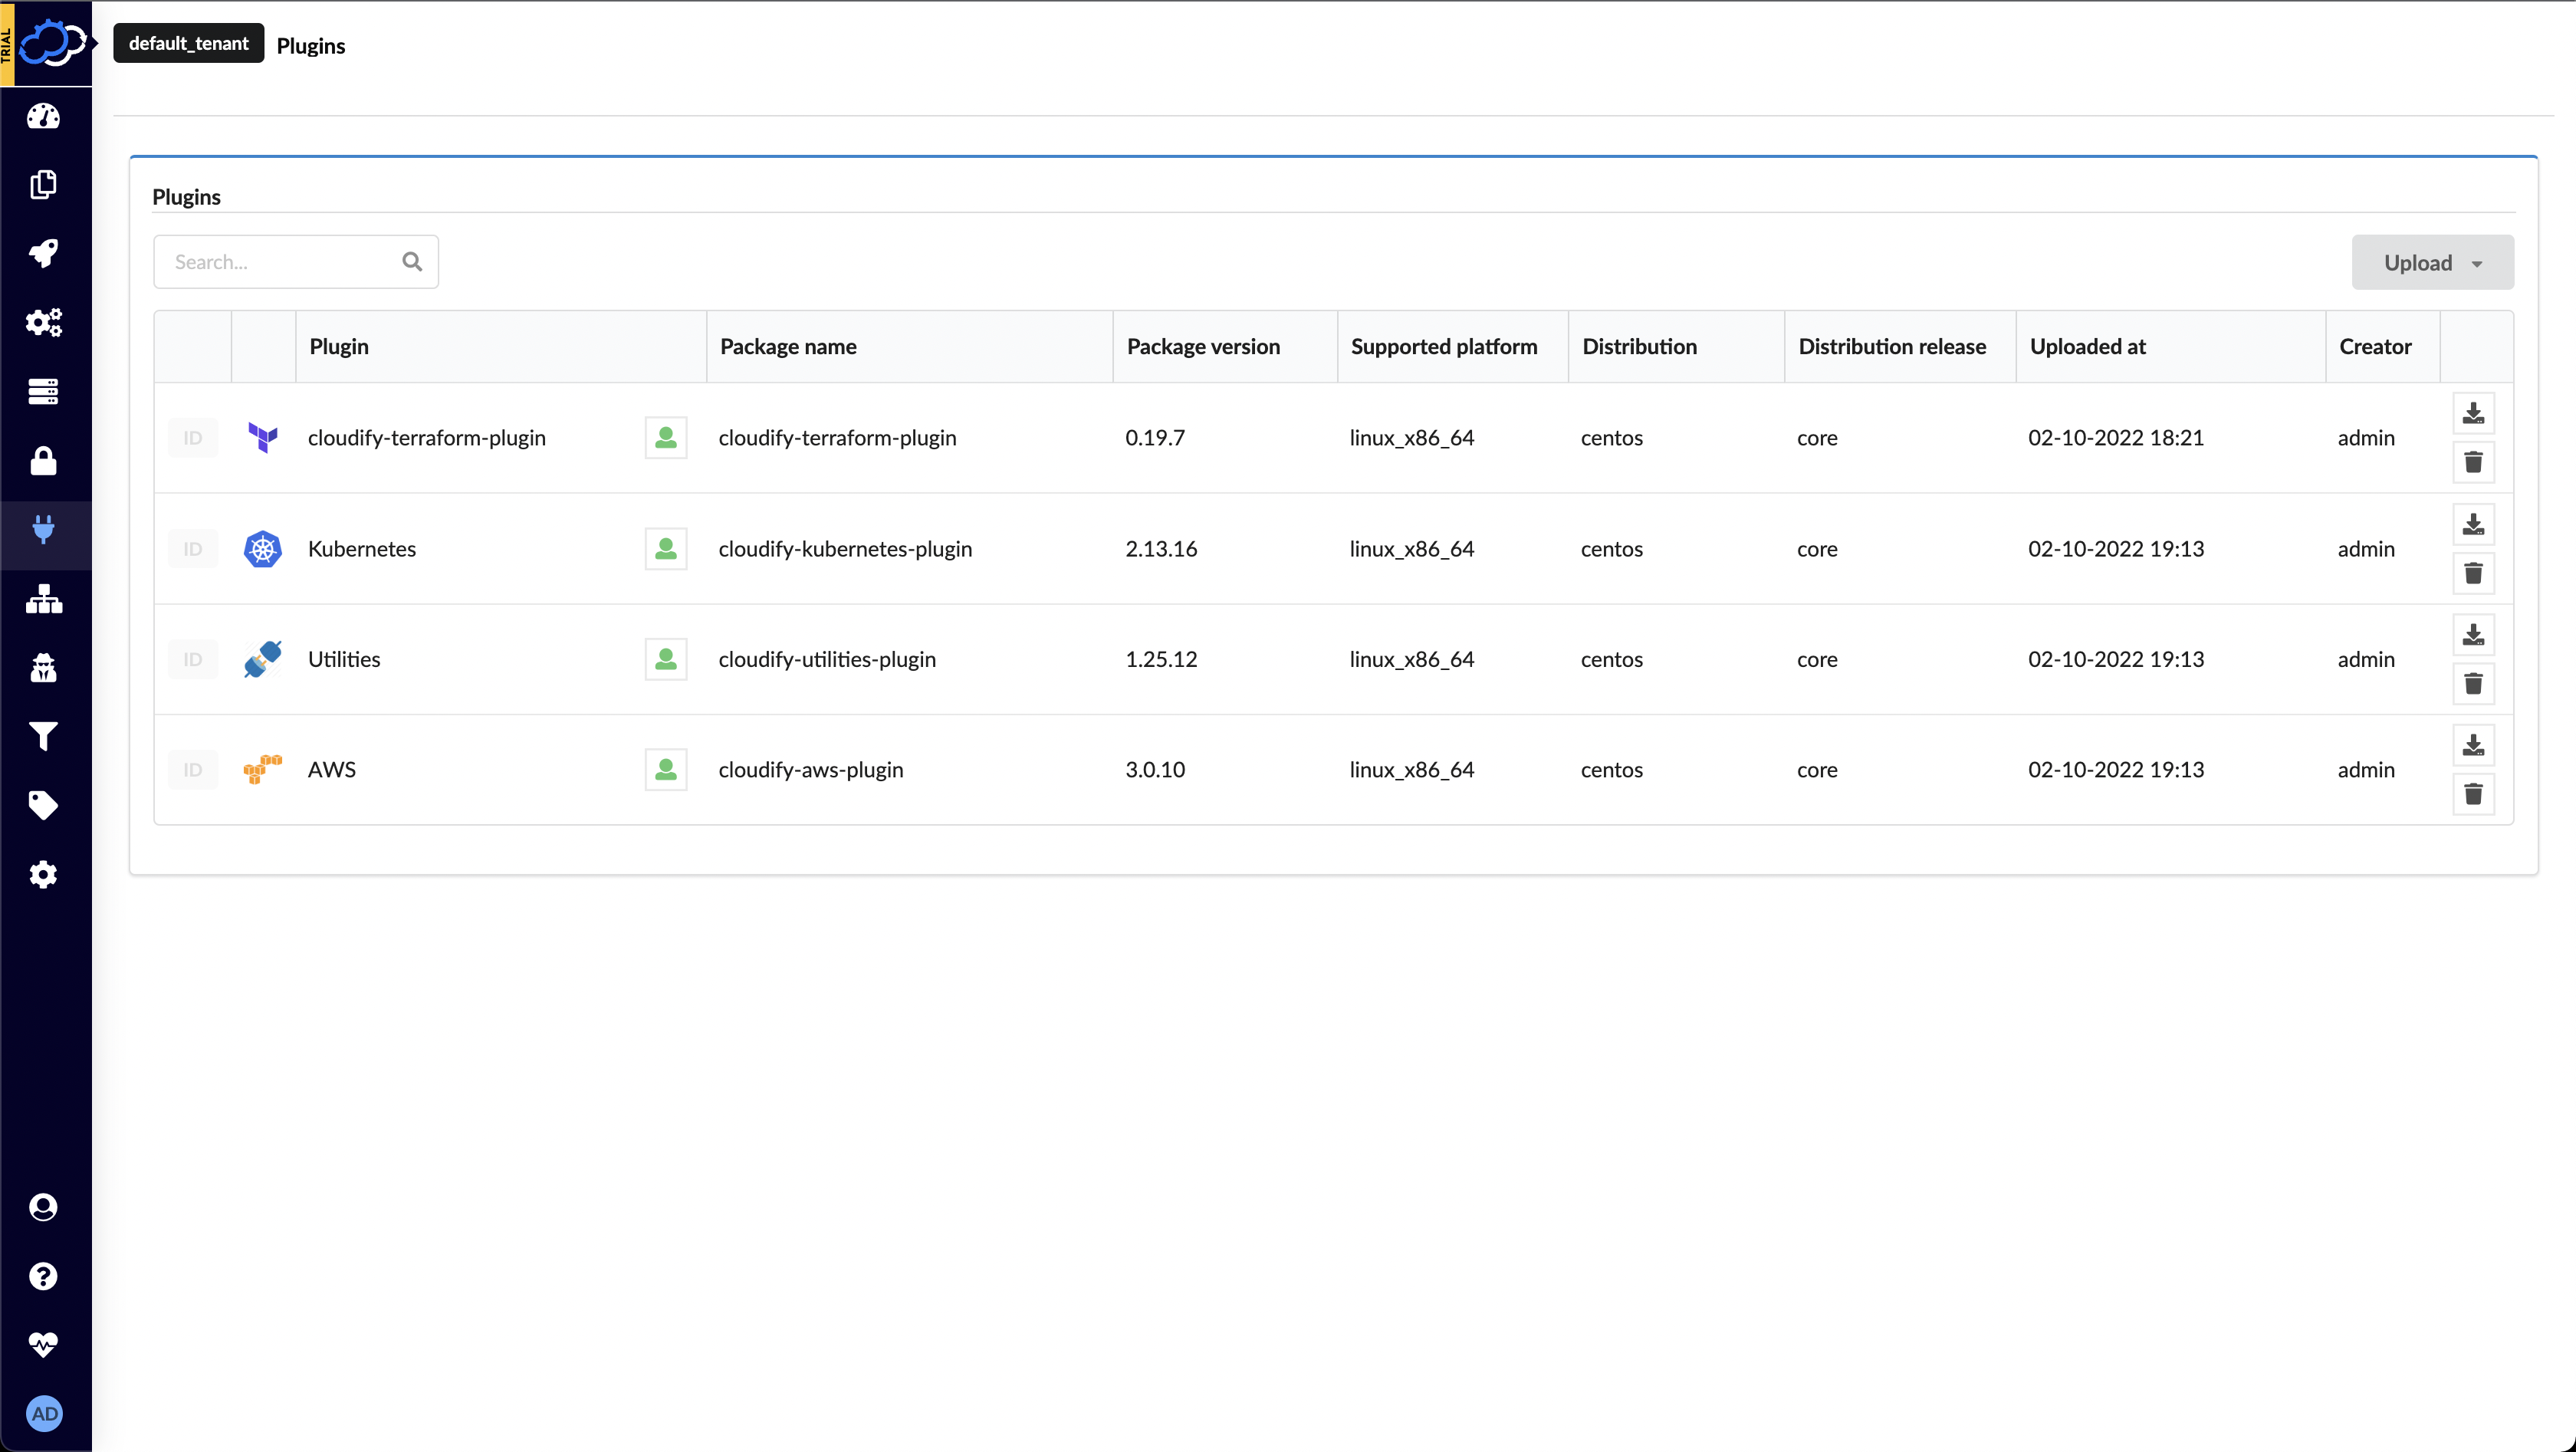 TRIAL
default_tenant Plugins
Plugins
Search... Upload
Plugin Package name Package version Supported platform Distribution Distribution release Uploaded at Creator
ID cloudify-terraform-plugin cloudify-terraform-plugin 0.19.7 linux_x86_64 centos core 02-10-2022 18:21 admin
ID Kubernetes cloudify-kubernetes-plugin 2.13.16 linux_x86_64 centos core 02-10-2022 19:13 admin
ID Utilities cloudify-utilities-plugin 1.25.12 linux_x86_64 centos core 02-10-2022 19:13 admin
ID AWS cloudify-aws-plugin 3.0.10 linux_x86_64 centos core 02-10-2022 19:13 admin
AD